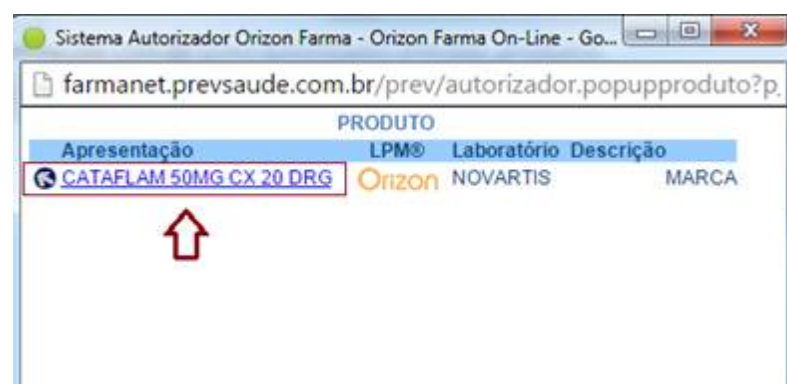 Sistema Autorizador Orizon Farma - Orizon Farma On-Line - Go...
farmanet.prevsaude.com.br/prev/autorizador.popupproduto?p_
PRODUTO
Apresentação LPM® Laboratório Descrição
CATAFLAM 50MG CX 20 DRG Orizon NOVARTIS MARCA